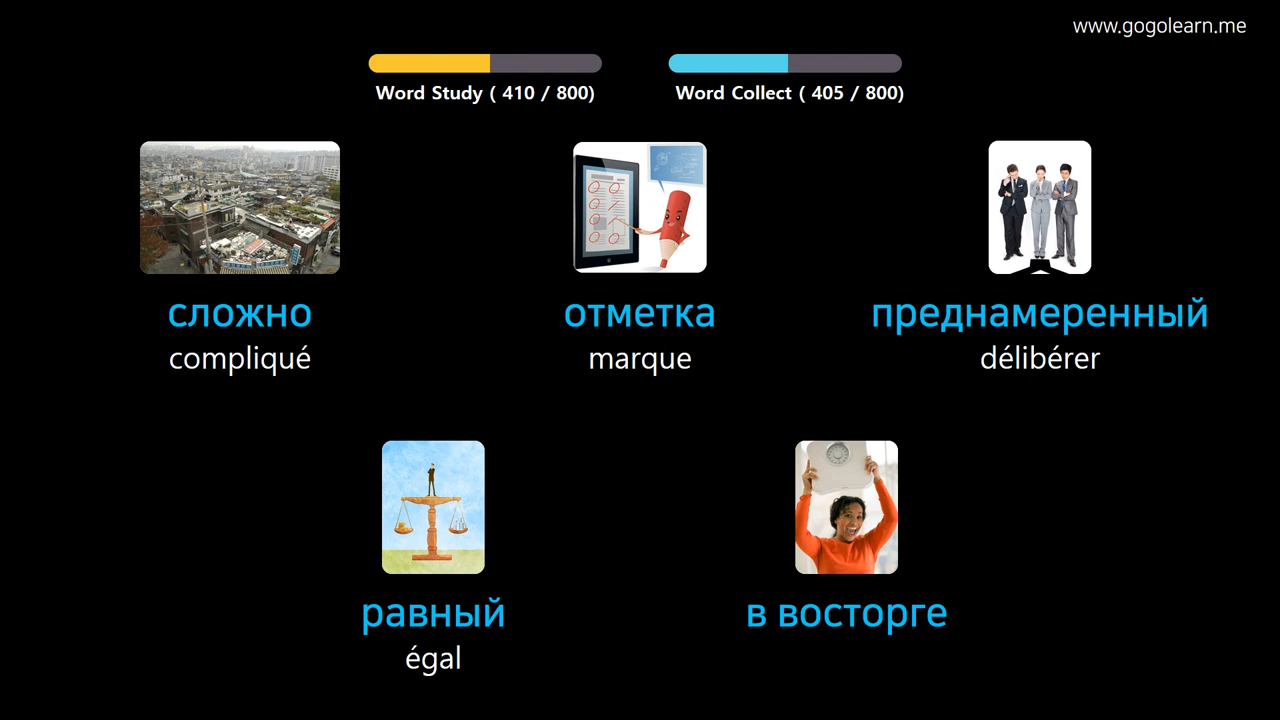 www.gogolearn.me
Word Study ( 410 / 800)
Word Collect ( 405 / 800)
сложно
compliqué
отметка
marque
преднамеренный
délibérer
равный
égal
в восторге